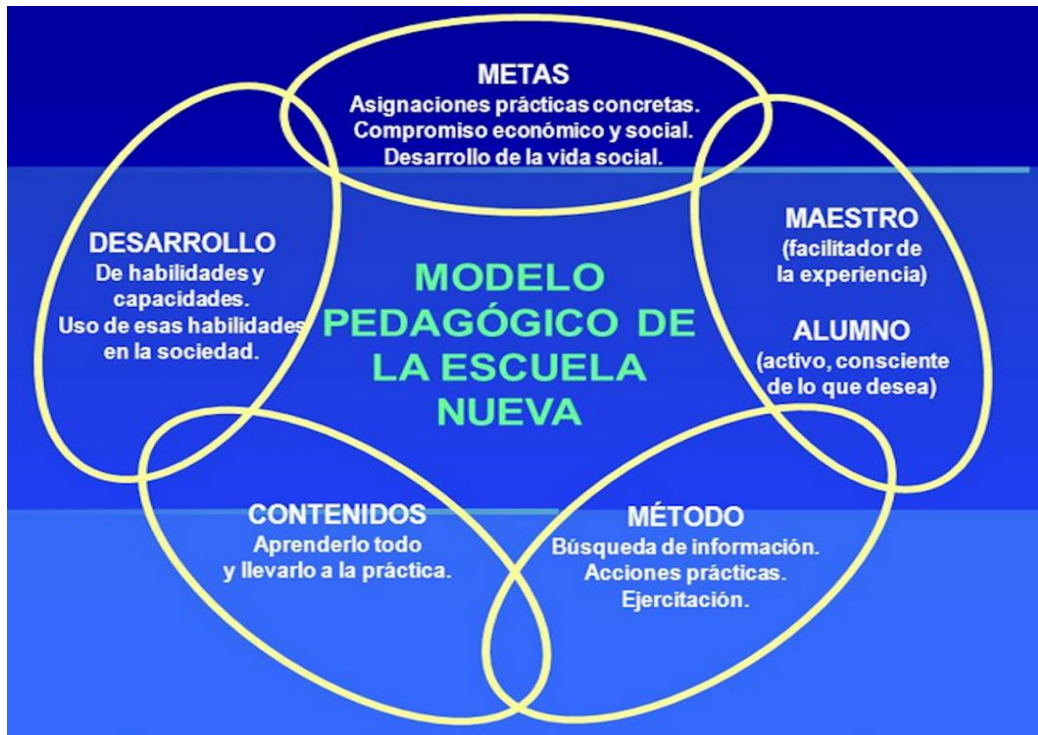 METAS
Asignaciones prácticas concretas.
Compromiso económico y social.
Desarrollo de la vida social.
DESARROLLO
De habilidades y
capacidades.
Uso de esas habilidades
en la sociedad.
MODELO
PEDAGÓGICO DE
LA ESCUELA
NUEVA
MAESTRO
(facilitador de
la experiencia)
ALUMNO
(activo, consciente
de lo que desea)
CONTENIDOS
Aprenderlo todo
y llevarlo a la práctica.
MÉTODO
Búsqueda de información.
Acciones prácticas.
Ejercitación.